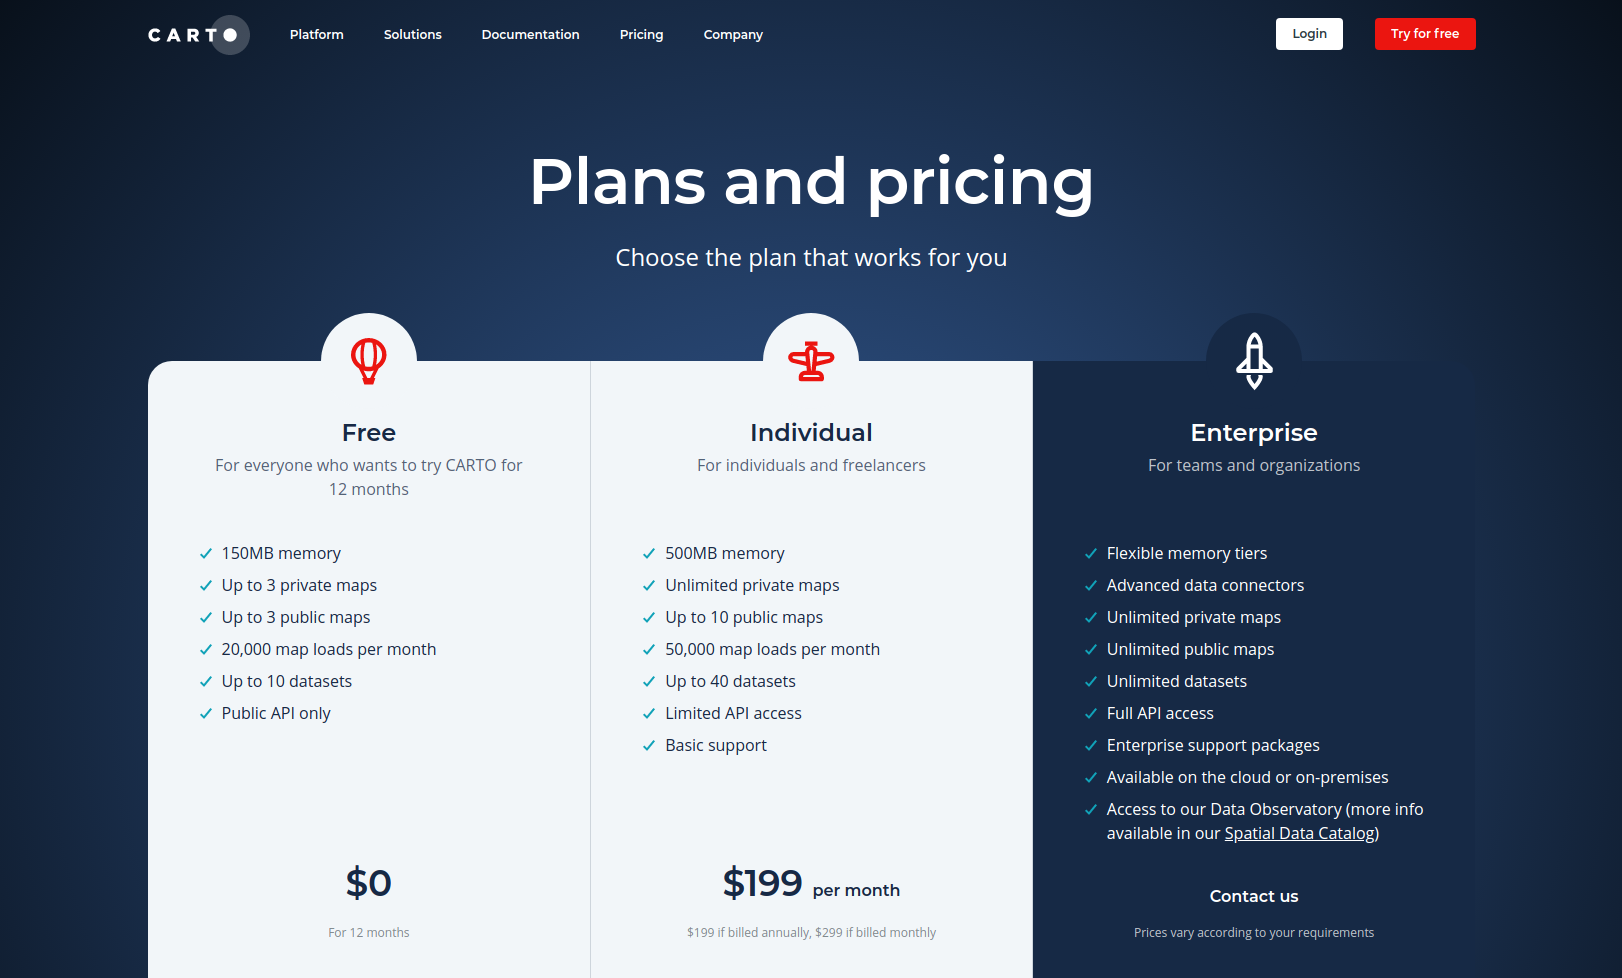 CARTO
Platform
Solutions
Documentation
Pricing
Company
Login
Try for free
Plans and pricing
Choose the plan that works for you
Free
For everyone who wants to try CARTO for
12 months
150MB memory
Up to 3 private maps
Up to 3 public maps
20,000 map loads per month
Up to 10 datasets
Public API only
$0
For 12 months
Individual
For individuals and freelancers
500MB memory
Unlimited private maps
Up to 10 public maps
50,000 map loads per month
Up to 40 datasets
Limited API access
Basic support
$199 per month
$199 if billed annually, $299 if billed monthly
Enterprise
For teams and organizations
Flexible memory tiers
Advanced data connectors
Unlimited private maps
Unlimited public maps
Unlimited datasets
Full API access
Enterprise support packages
Available on the cloud or on-premises
Access to our Data Observatory (more info
available in our Spatial Data Catalog)
Contact us
Prices vary according to your requirements